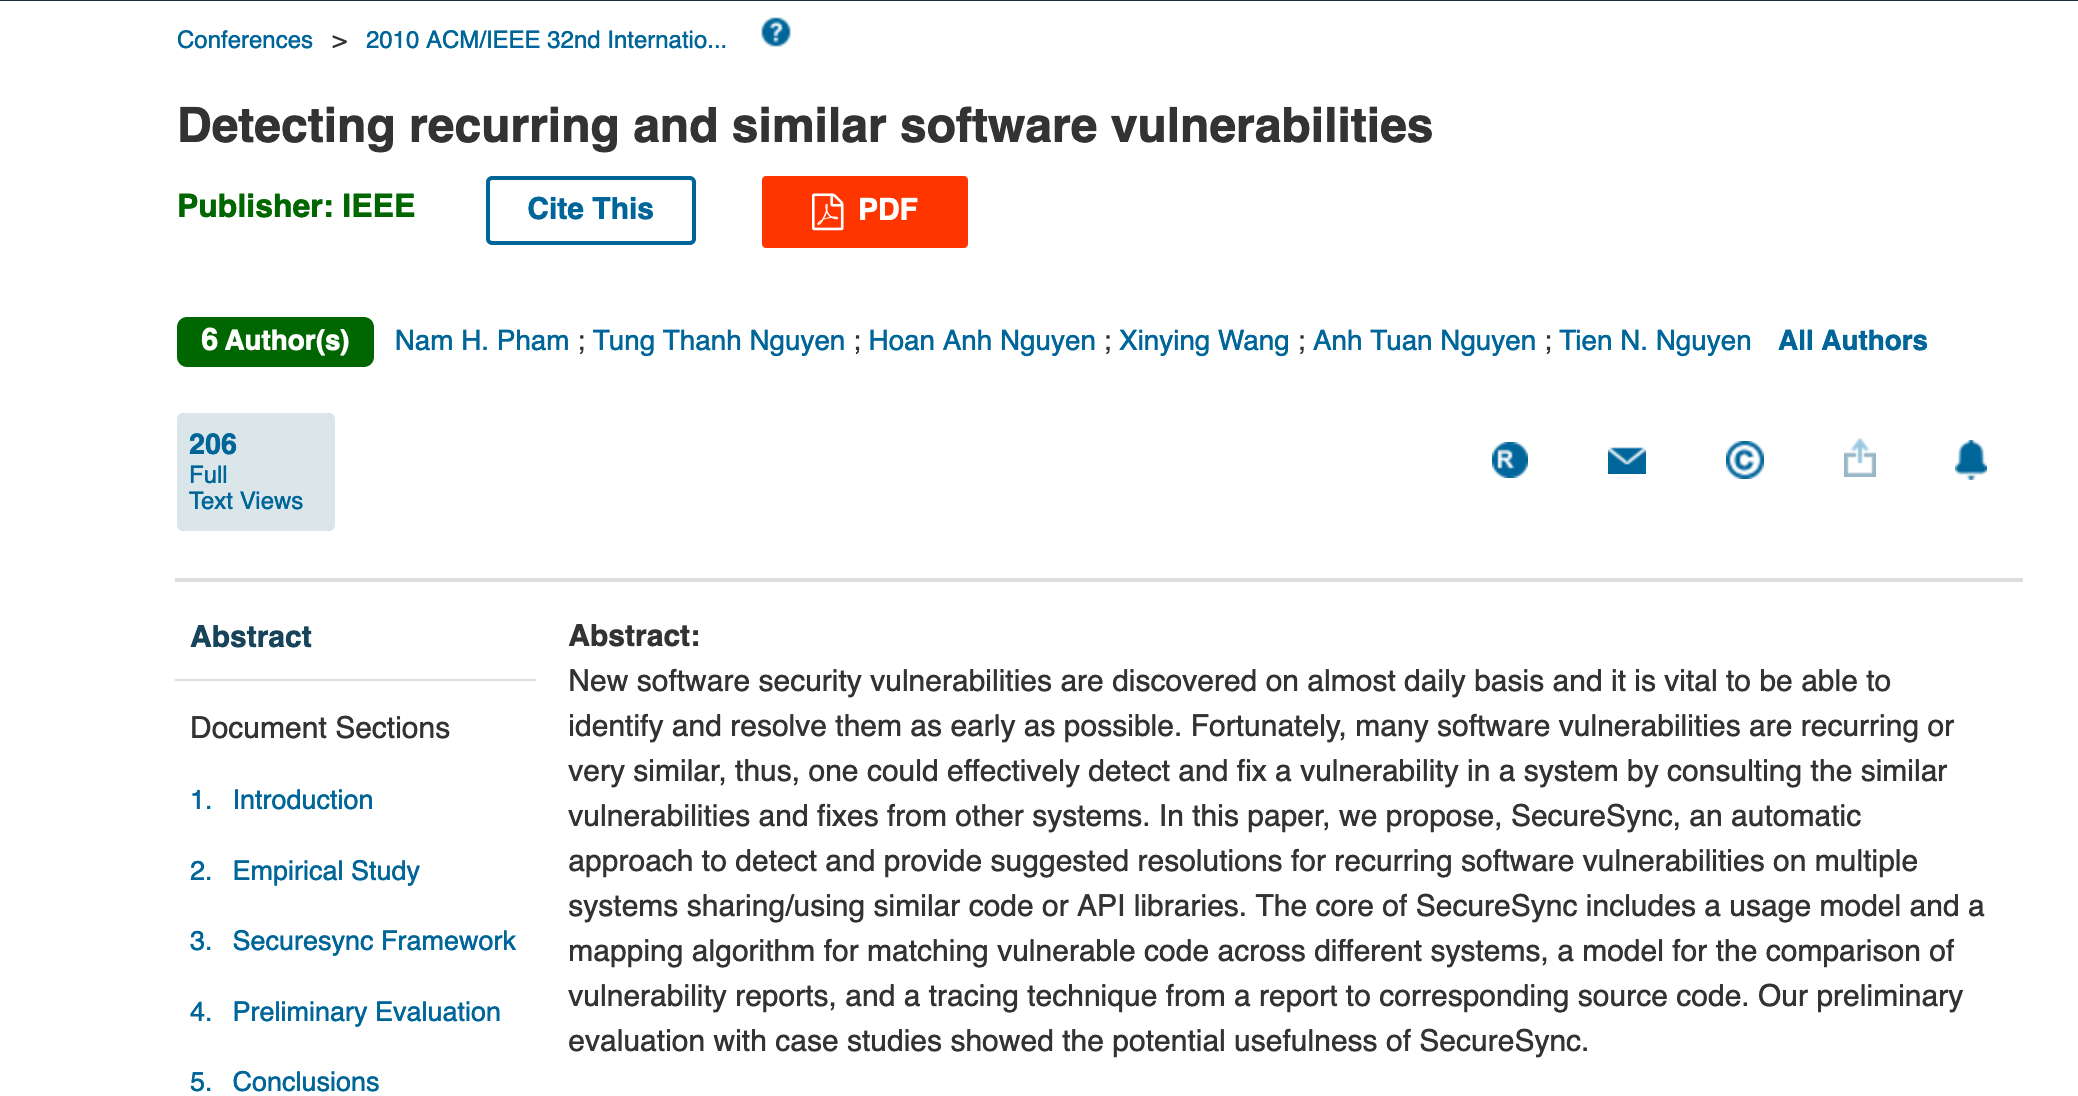 Conferences > 2010 ACM/IEEE 32nd Internatio... ?
Detecting recurring and similar software vulnerabilities
Publisher: IEEE
Cite This
PDF
6 Author(s)
Nam H. Pham ; Tung Thanh Nguyen ; Hoan Anh Nguyen ; Xinying Wang ; Anh Tuan Nguyen ; Tien N. Nguyen All Authors
206
Full
Text Views
R
©
Abstract
Document Sections
1. Introduction
2. Empirical Study
3. Securesync Framework
4. Preliminary Evaluation
5. Conclusions
Abstract:
New software security vulnerabilities are discovered on almost daily basis and it is vital to be able to
identify and resolve them as early as possible. Fortunately, many software vulnerabilities are recurring or
very similar, thus, one could effectively detect and fix a vulnerability in a system by consulting the similar
vulnerabilities and fixes from other systems. In this paper, we propose, SecureSync, an automatic
approach to detect and provide suggested resolutions for recurring software vulnerabilities on multiple
systems sharing/using similar code or API libraries. The core of SecureSync includes a usage model and a
mapping algorithm for matching vulnerable code across different systems, a model for the comparison of
vulnerability reports, and a tracing technique from a report to corresponding source code. Our preliminary
evaluation with case studies showed the potential usefulness of SecureSync.